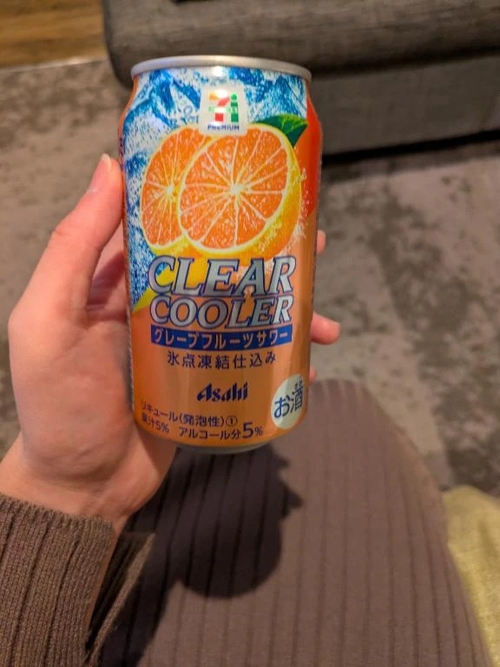 7 ELEVEN
PREMIUM
CLEAR
COOLER
グレープフルーツサワー
氷点凍結仕込み
Asahi
お酒
リキュール(発泡性)①
果汁5% アルコール分5%